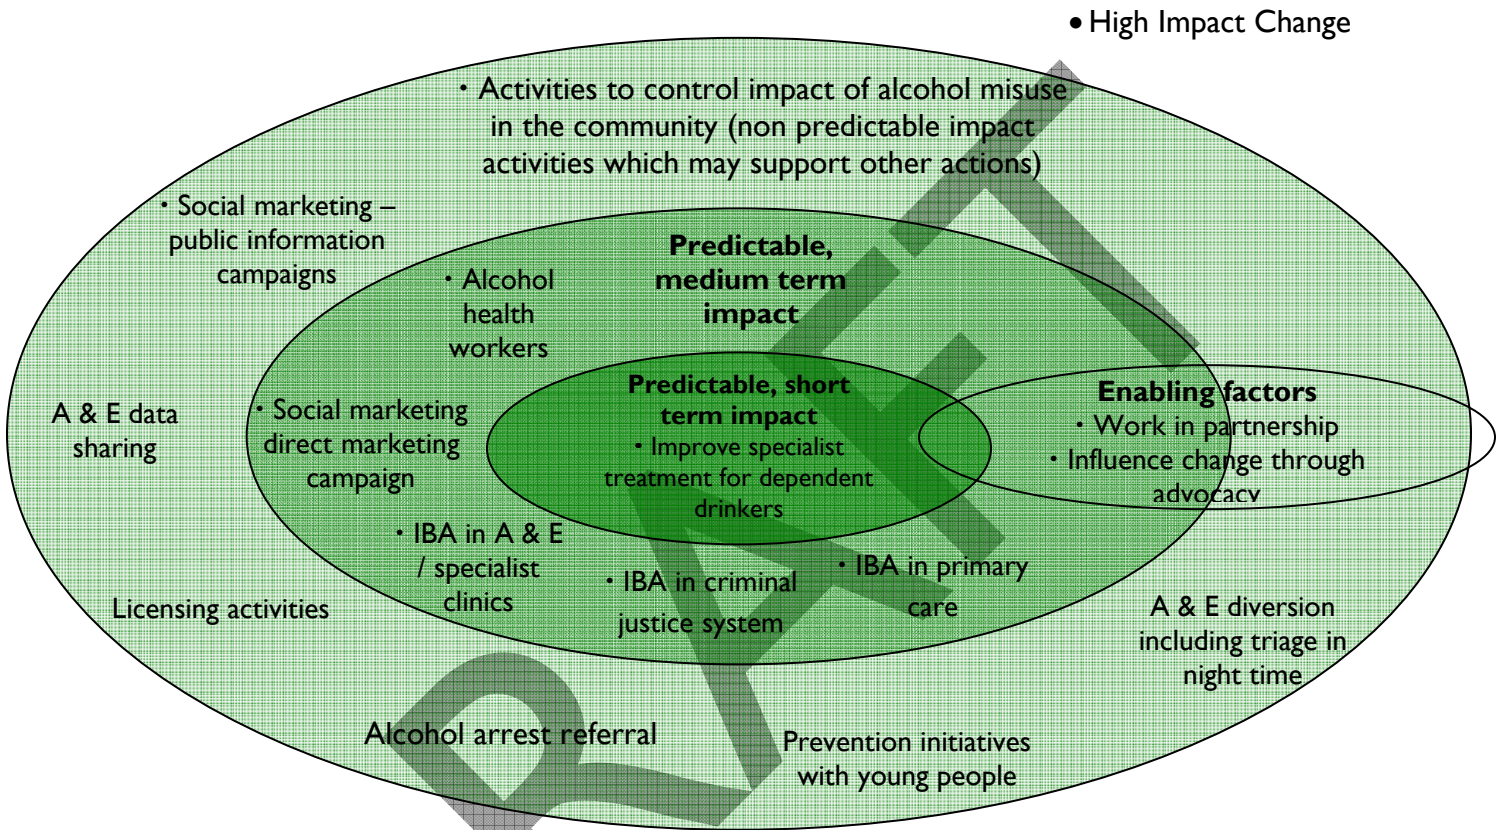 • High Impact Change
• Activities to control impact of alcohol misuse
in the community (non predictable impact
activities which may support other actions)
• Social marketing –
public information
campaigns
Predictable,
medium term
impact
• Alcohol
health
workers
Predictable, short
term impact
• Improve specialist
treatment for dependent
drinkers
Enabling factors
• Work in partnership
• Influence change through
advocacy
A & E data
sharing
• Social marketing
direct marketing
campaign
• IBA in A & E
/ specialist
clinics
• IBA in criminal
justice system
• IBA in primary
care
Licensing activities
A & E diversion
including triage in
night time
Alcohol arrest referral
Prevention initiatives
with young people
RAFT